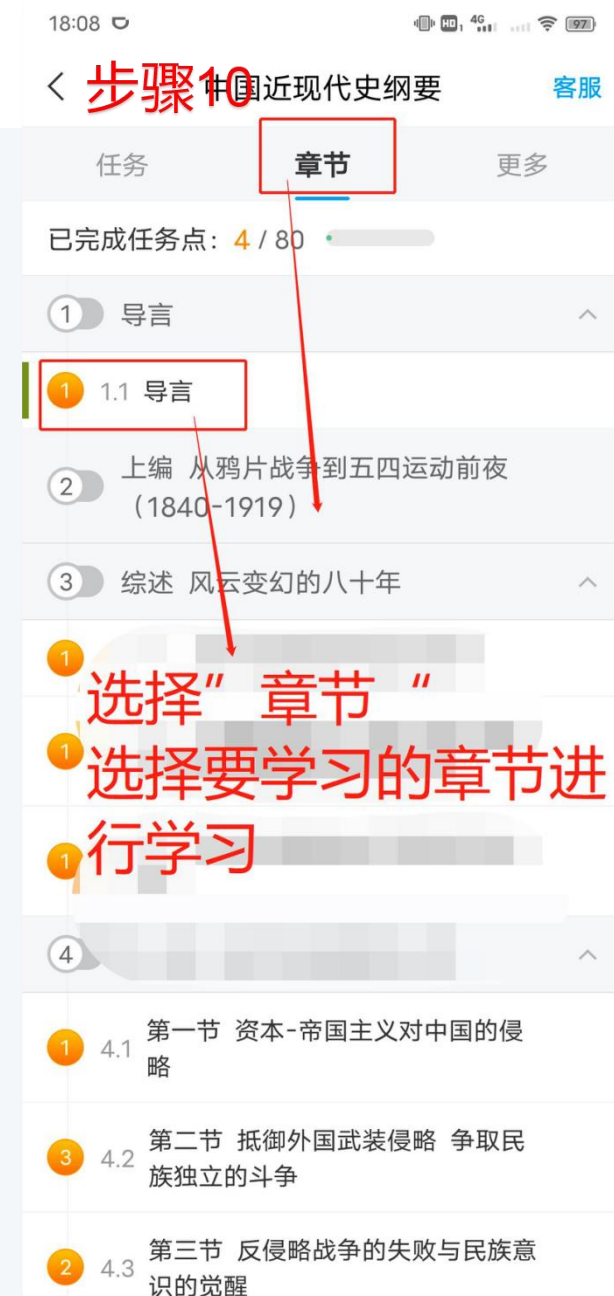 18:08
HD 4G 97
步骤10
中国近现代史纲要
客服
任务
章节
更多
已完成任务点：4 / 80
1 导言
1 1.1 导言
2 上编 从鸦片战争到五四运动前夜
（1840-1919）
3 综述 风云变幻的八十年
1
选择”章节“
1
选择要学习的章节进
1
行学习
4
1 4.1 第一节 资本-帝国主义对中国的侵
略
3 4.2 第二节 抵御外国武装侵略 争取民
族独立的斗争
2 4.3 第三节 反侵略战争的失败与民族意
识的觉醒